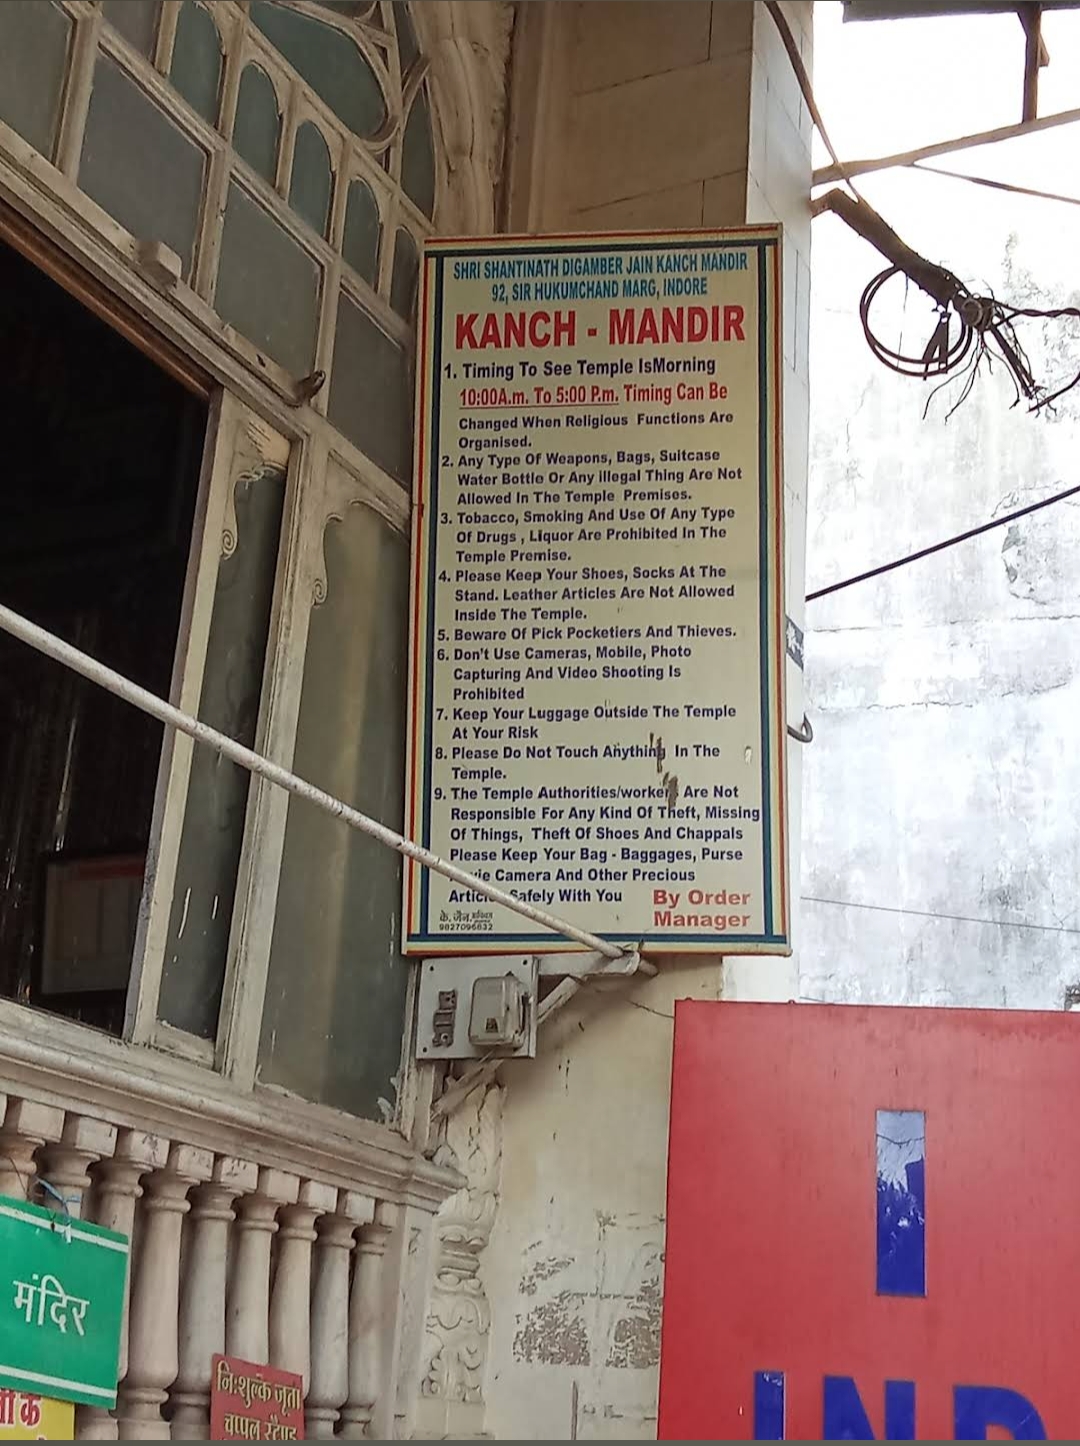 SHRI SHANTINATH DIGAMBER JAIN KANCH MANDIR
92, SIR HUKUMCHAND MARG, INDORE
KANCH - MANDIR
1. Timing To See Temple IsMorning
10:00A.m. To 5:00 P.m. Timing Can Be
Changed When Religious Functions Are
Organised.
2. Any Type Of Weapons, Bags, Suitcase
Water Bottle Or Any illegal Thing Are Not
Allowed In The Temple Premises.
3. Tobacco, Smoking And Use Of Any Type
Of Drugs , Liquor Are Prohibited In The
Temple Premise.
4. Please Keep Your Shoes, Socks At The
Stand. Leather Articles Are Not Allowed
Inside The Temple.
5. Beware Of Pick Pocketiers And Thieves.
6. Don't Use Cameras, Mobile, Photo
Capturing And Video Shooting Is
Prohibited
7. Keep Your Luggage Outside The Temple
At Your Risk
8. Please Do Not Touch Anything In The
Temple.
9. The Temple Authorities/workers Are Not
Responsible For Any Kind Of Theft, Missing
Of Things, Theft Of Shoes And Chappals
Please Keep Your Bag - Baggages, Purse
Camera And Other Precious
Safely With You
By Order
Manager
के. जैन
9827096832
मंदिर
नि:शुल्क जूता
चप्पल स्टैण्ड
I
IND